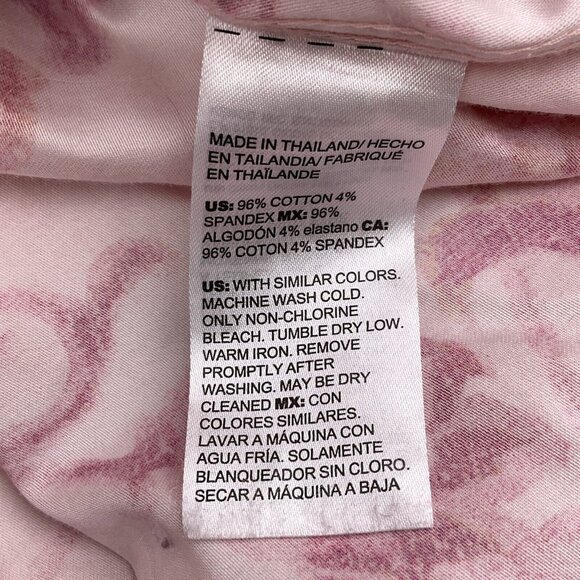 MADE IN THAILAND/ HECHO
EN TAILANDIA/ FABRIQUÉ
EN THAÏLANDE
US: 96% COTTON 4%
SPANDEX MX: 96%
ALGODÓN 4% elastano CA:
96% COTON 4% SPANDEX
US: WITH SIMILAR COLORS.
MACHINE WASH COLD.
ONLY NON-CHLORINE
BLEACH. TUMBLE DRY LOW.
WARM IRON. REMOVE
PROMPTLY AFTER
WASHING. MAY BE DRY
CLEANED MX: CON
COLORES SIMILARES.
LAVAR A MÁQUINA CON
AGUA FRÍA. SOLAMENTE
BLANQUEADOR SIN CLORO.
SECAR A MÁQUINA A BAJA